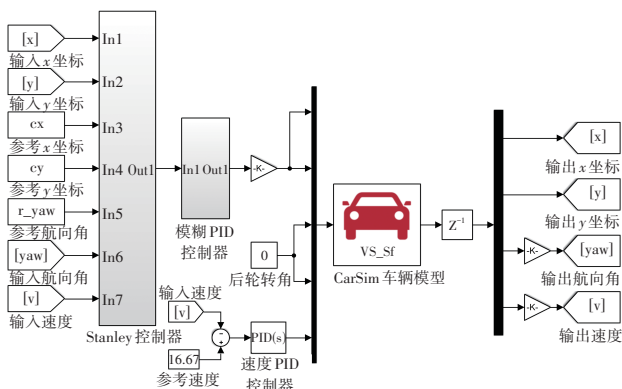 [x]
输入x坐标
[y]
输入y坐标
cx
参考x坐标
cy
参考y坐标
r_yaw
参考航向角
[yaw]
输入航向角
[v]
输入速度
In1
In2
In3
In4 Out1
In5
In6
In7
Stanley控制器
In1 Out1
模糊PID
控制器
-K-
0
后轮转角
输入速度
[v]
16.67
参考速度
PID(s)
速度PID
控制器
VS_Sf
CarSim车辆模型
Z⁻¹
[x]
输出x坐标
[y]
输出y坐标
-K-
[yaw]
输出航向角
-K-
[v]
输出速度